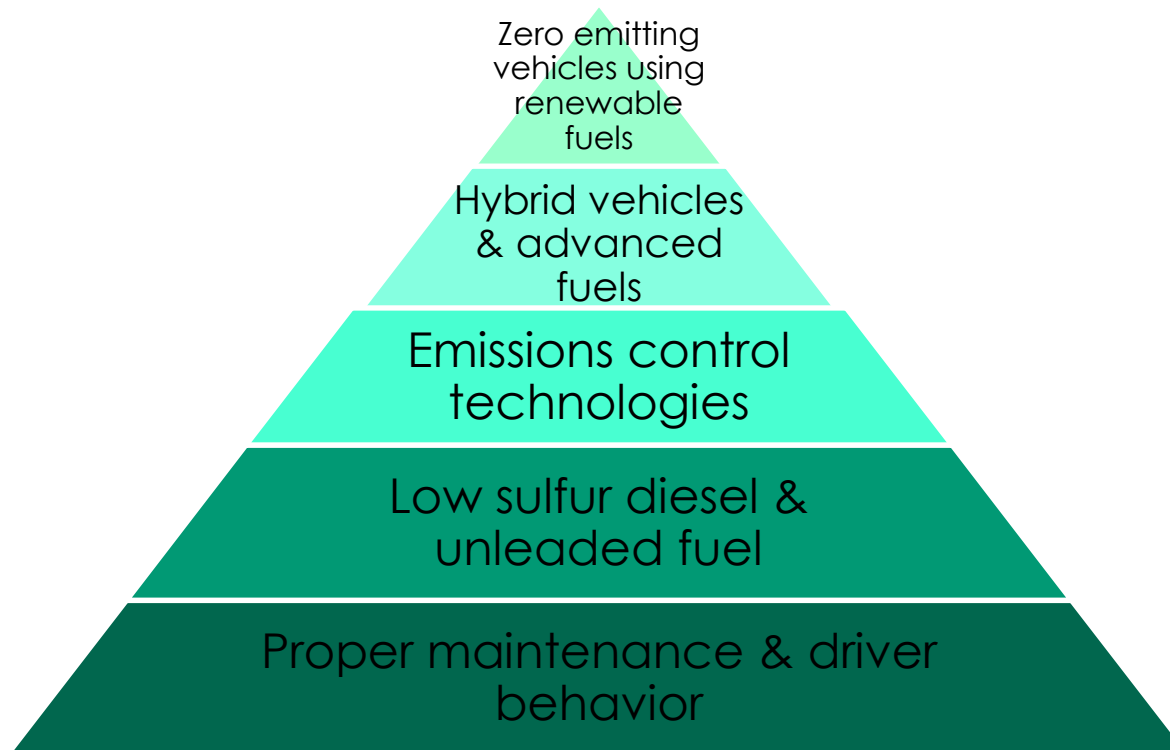 Zero emitting
vehicles using
renewable
fuels
Hybrid vehicles
& advanced
fuels
Emissions control
technologies
Low sulfur diesel &
unleaded fuel
Proper maintenance & driver
behavior